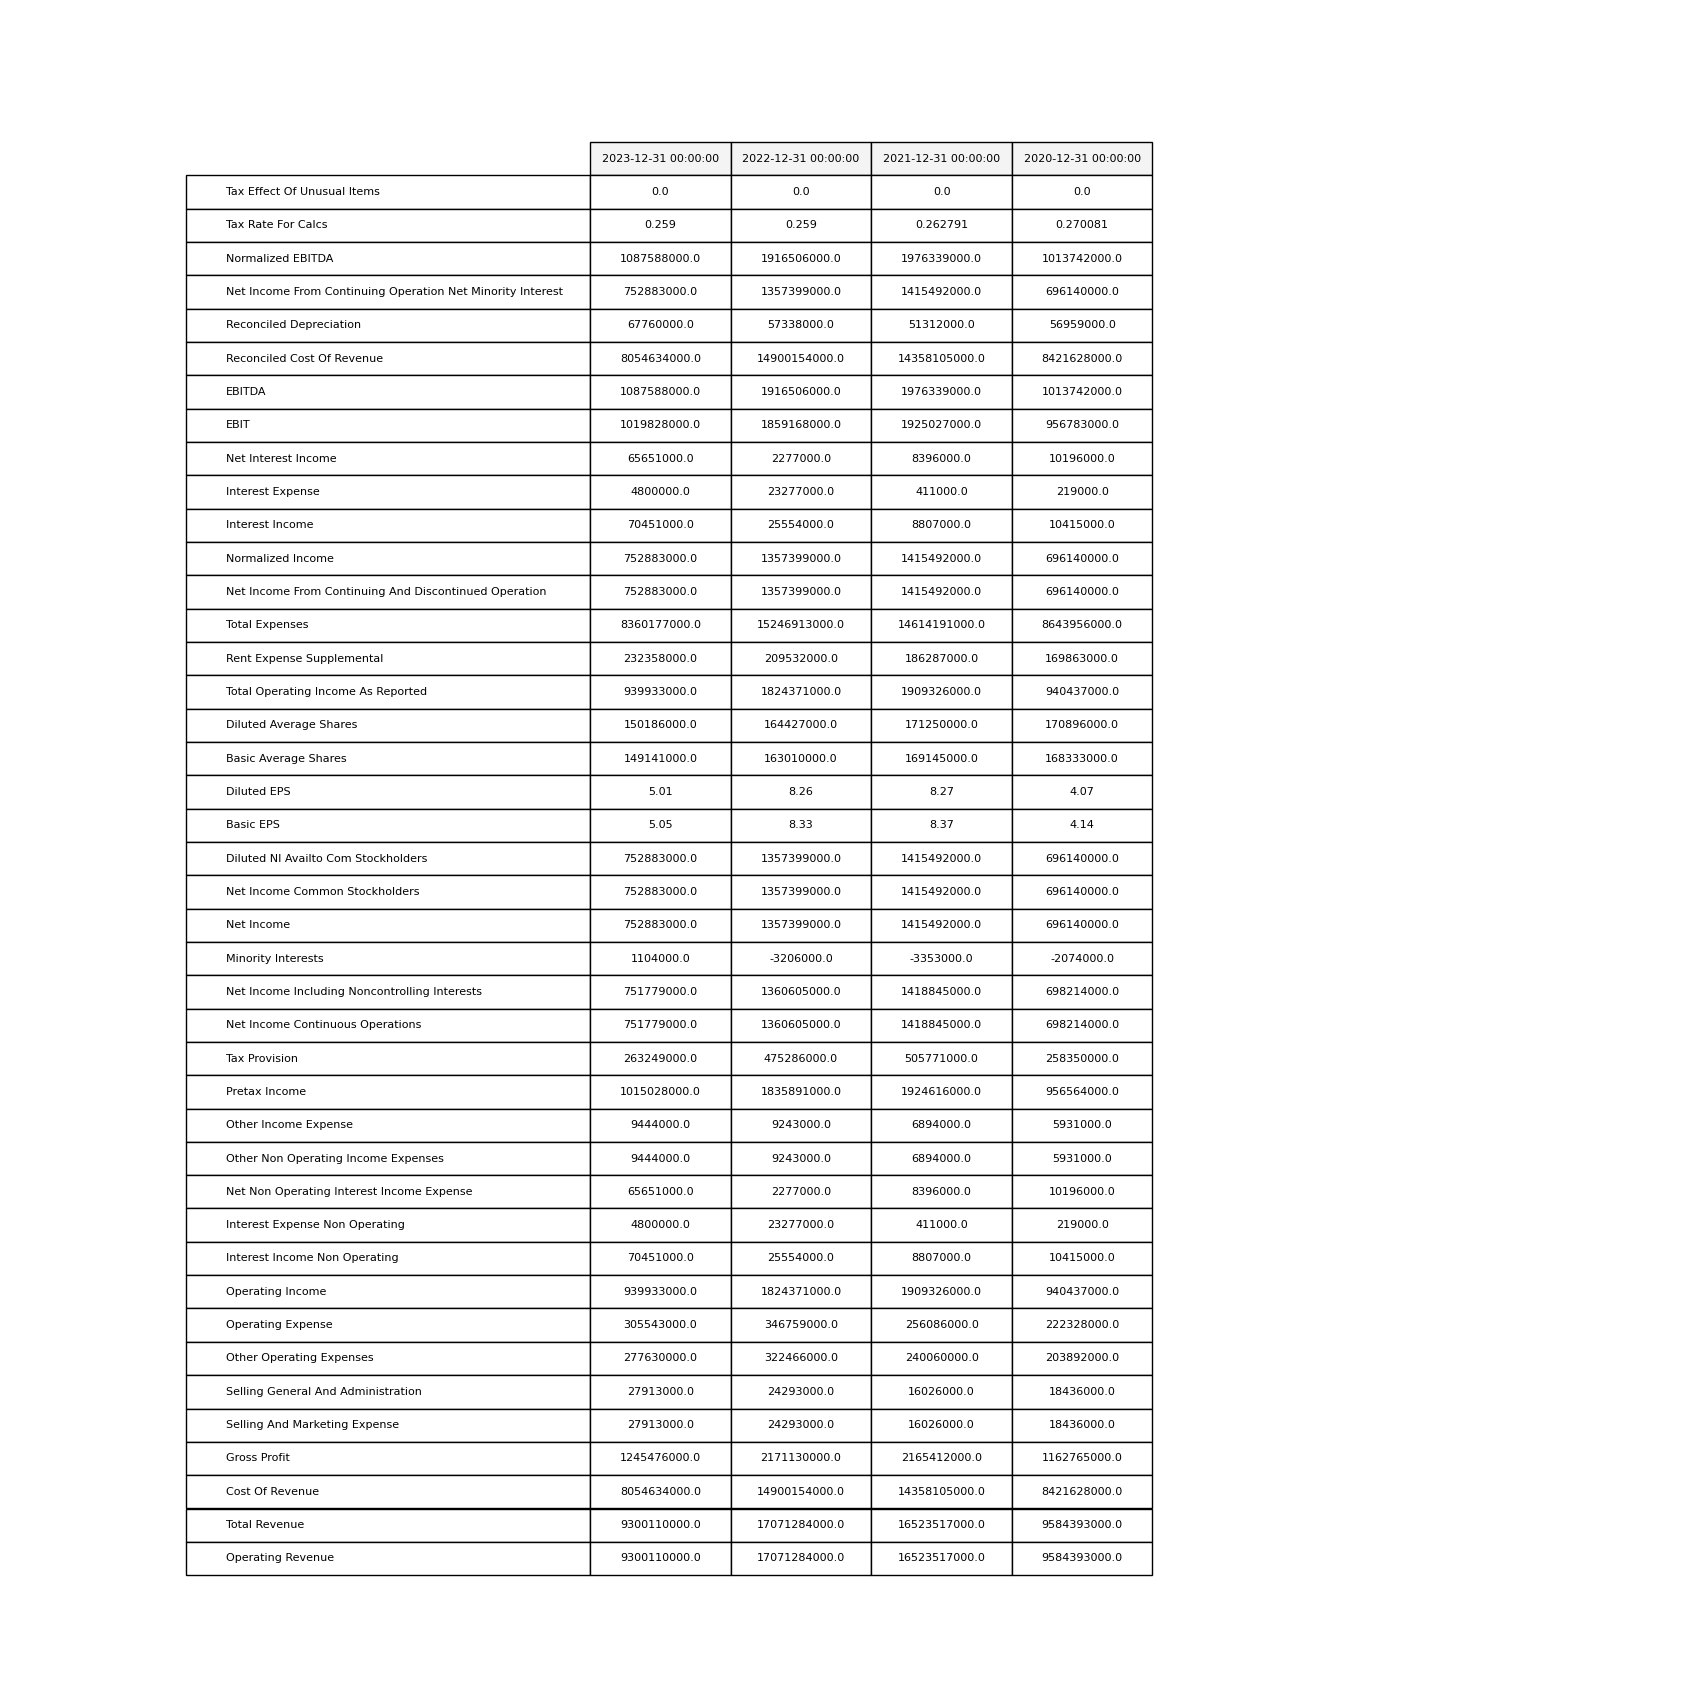 2023-12-31 00:00:00 2022-12-31 00:00:00 2021-12-31 00:00:00 2020-12-31 00:00:00
Tax Effect Of Unusual Items 0.0 0.0 0.0 0.0
Tax Rate For Calcs 0.259 0.259 0.262791 0.270081
Normalized EBITDA 1087588000.0 1916506000.0 1976339000.0 1013742000.0
Net Income From Continuing Operation Net Minority Interest 752883000.0 1357399000.0 1415492000.0 696140000.0
Reconciled Depreciation 67760000.0 57338000.0 51312000.0 56959000.0
Reconciled Cost Of Revenue 8054634000.0 14900154000.0 14358105000.0 8421628000.0
EBITDA 1087588000.0 1916506000.0 1976339000.0 1013742000.0
EBIT 1019828000.0 1859168000.0 1925027000.0 956783000.0
Net Interest Income 65651000.0 2277000.0 8396000.0 10196000.0
Interest Expense 4800000.0 23277000.0 411000.0 219000.0
Interest Income 70451000.0 25554000.0 8807000.0 10415000.0
Normalized Income 752883000.0 1357399000.0 1415492000.0 696140000.0
Net Income From Continuing And Discontinued Operation 752883000.0 1357399000.0 1415492000.0 696140000.0
Total Expenses 8360177000.0 15246913000.0 14614191000.0 8643956000.0
Rent Expense Supplemental 232358000.0 209532000.0 186287000.0 169863000.0
Total Operating Income As Reported 939933000.0 1824371000.0 1909326000.0 940437000.0
Diluted Average Shares 150186000.0 164427000.0 171250000.0 170896000.0
Basic Average Shares 149141000.0 163010000.0 169145000.0 168333000.0
Diluted EPS 5.01 8.26 8.27 4.07
Basic EPS 5.05 8.33 8.37 4.14
Diluted NI Availto Com Stockholders 752883000.0 1357399000.0 1415492000.0 696140000.0
Net Income Common Stockholders 752883000.0 1357399000.0 1415492000.0 696140000.0
Net Income 752883000.0 1357399000.0 1415492000.0 696140000.0
Minority Interests 1104000.0 -3206000.0 -3353000.0 -2074000.0
Net Income Including Noncontrolling Interests 751779000.0 1360605000.0 1418845000.0 698214000.0
Net Income Continuous Operations 751779000.0 1360605000.0 1418845000.0 698214000.0
Tax Provision 263249000.0 475286000.0 505771000.0 258350000.0
Pretax Income 1015028000.0 1835891000.0 1924616000.0 956564000.0
Other Income Expense 9444000.0 9243000.0 6894000.0 5931000.0
Other Non Operating Income Expenses 9444000.0 9243000.0 6894000.0 5931000.0
Net Non Operating Interest Income Expense 65651000.0 2277000.0 8396000.0 10196000.0
Interest Expense Non Operating 4800000.0 23277000.0 411000.0 219000.0
Interest Income Non Operating 70451000.0 25554000.0 8807000.0 10415000.0
Operating Income 939933000.0 1824371000.0 1909326000.0 940437000.0
Operating Expense 305543000.0 346759000.0 256086000.0 222328000.0
Other Operating Expenses 277630000.0 322466000.0 240060000.0 203892000.0
Selling General And Administration 27913000.0 24293000.0 16026000.0 18436000.0
Selling And Marketing Expense 27913000.0 24293000.0 16026000.0 18436000.0
Gross Profit 1245476000.0 2171130000.0 2165412000.0 1162765000.0
Cost Of Revenue 8054634000.0 14900154000.0 14358105000.0 8421628000.0
Total Revenue 9300110000.0 17071284000.0 16523517000.0 9584393000.0
Operating Revenue 9300110000.0 17071284000.0 16523517000.0 9584393000.0